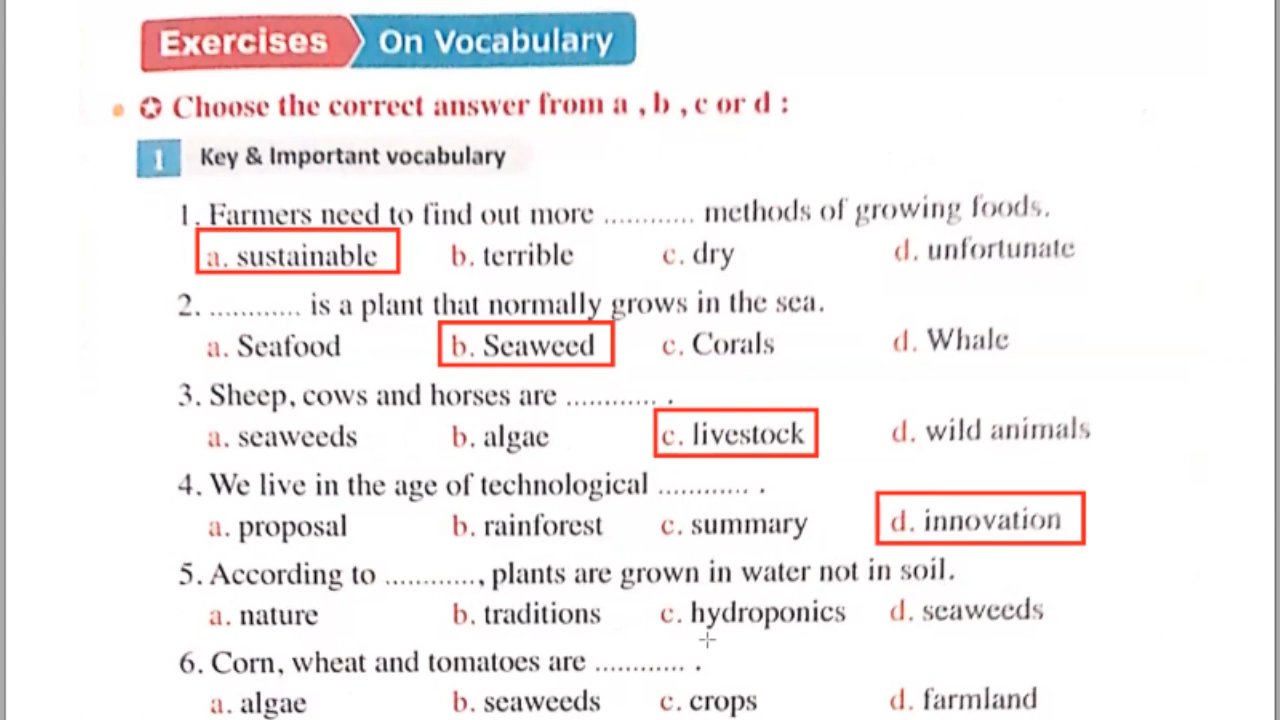 Exercises On Vocabulary
✪ Choose the correct answer from a , b , c or d :
1 Key & Important vocabulary
1. Farmers need to find out more ............ methods of growing foods.
a. sustainable b. terrible c. dry d. unfortunate
2. ............ is a plant that normally grows in the sea.
a. Seafood b. Seaweed c. Corals d. Whale
3. Sheep, cows and horses are ............ .
a. seaweeds b. algae c. livestock d. wild animals
4. We live in the age of technological ............ .
a. proposal b. rainforest c. summary d. innovation
5. According to ............, plants are grown in water not in soil.
a. nature b. traditions c. hydroponics d. seaweeds
6. Corn, wheat and tomatoes are ............ .
a. algae b. seaweeds c. crops d. farmland